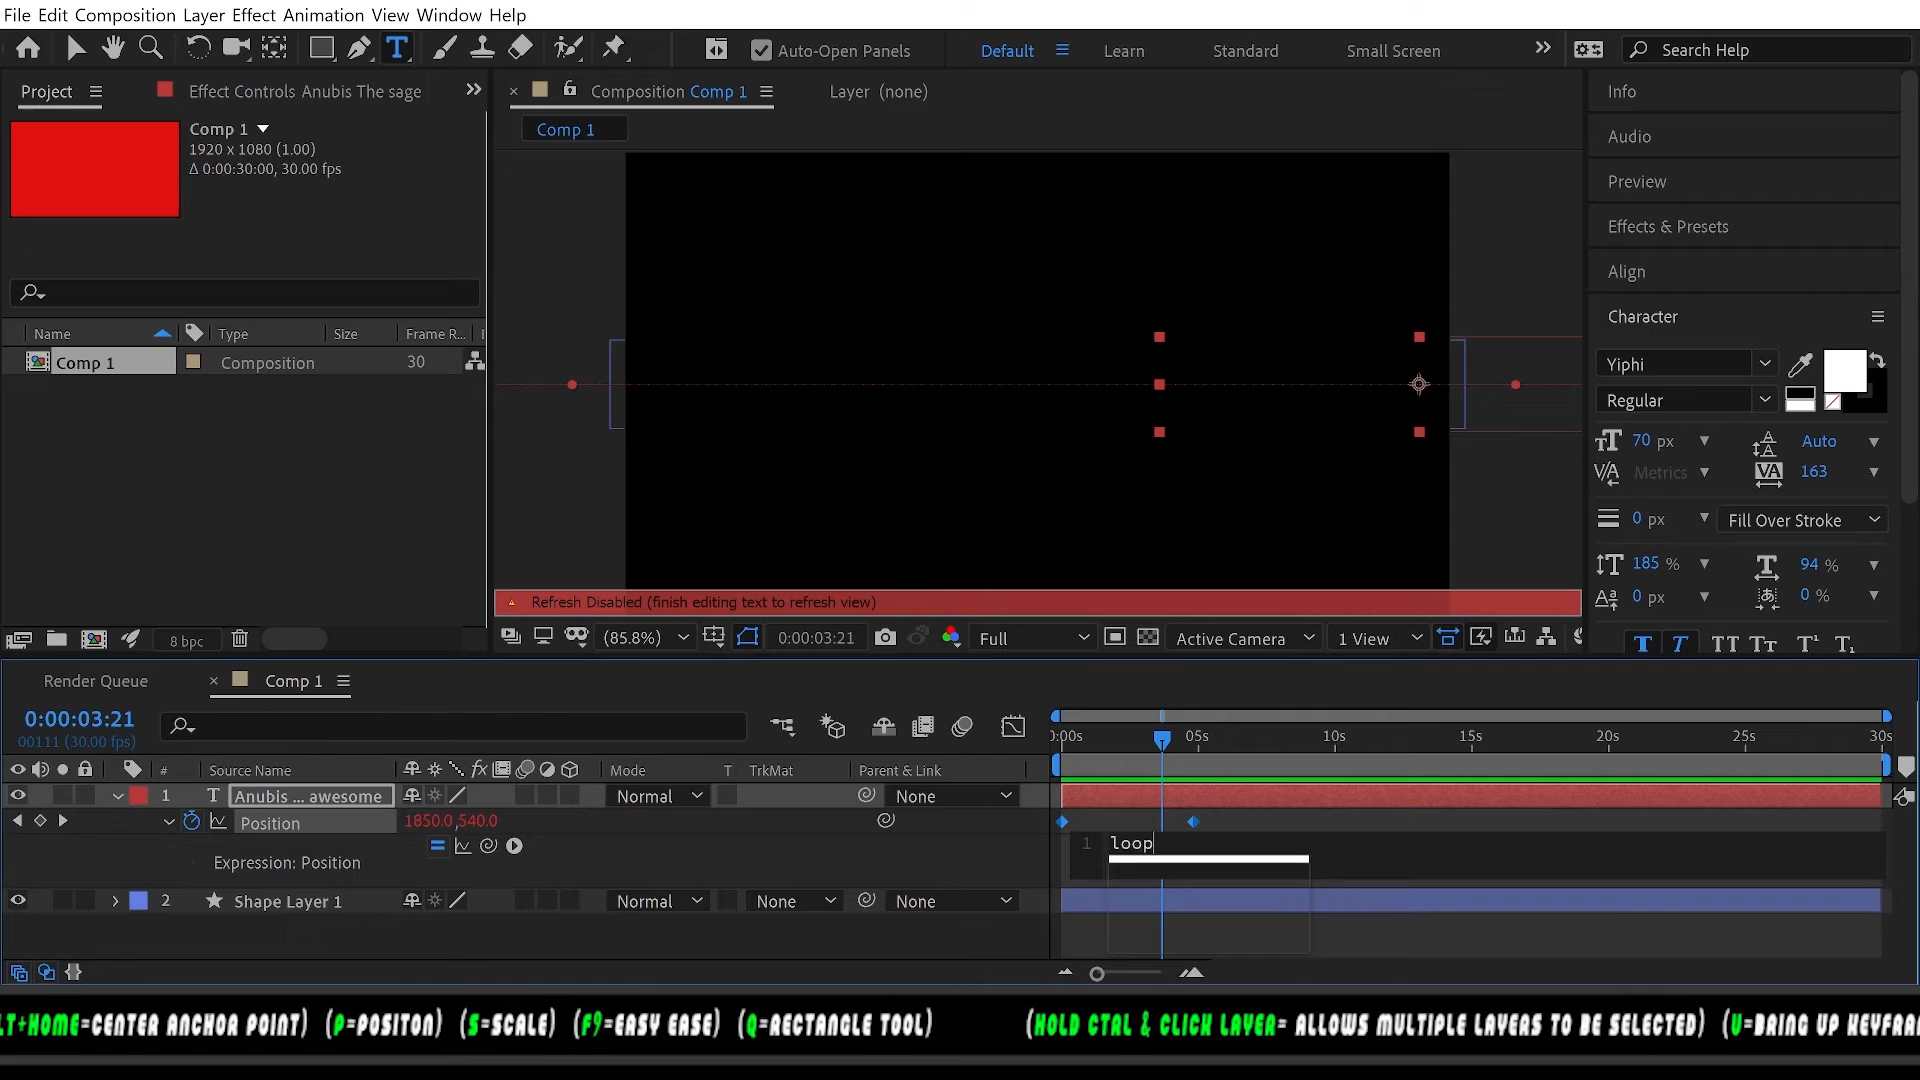 File Edit Composition Layer Effect Animation View Window Help
T Auto-Open Panels Default Learn Standard Small Screen Search Help
Project Effect Controls Anubis The sage
Composition Comp 1 Layer (none)
Info
Comp 1
1920 x 1080 (1.00)
Δ 0:00:30:00, 30.00 fps
Comp 1
Audio
Preview
Effects & Presets
Align
Name Type Size Frame R...
Comp 1 Composition 30
Character
Yiphi
Regular
70 px Auto
Metrics 163
0 px Fill Over Stroke
185 % 94 %
0 px 0 %
T T TT Tт T¹ T₁
Refresh Disabled (finish editing text to refresh view)
8 bpc
(85.8%) 0:00:03:21 Full Active Camera 1 View
Render Queue Comp 1
0:00:03:21
00111 (30.00 fps)
0:00s 05s 10s 15s 20s 25s 30s
# Source Name fx Mode T TrkMat Parent & Link
1 T Anubis ... awesome Normal None
Position 1850.0,540.0
Expression: Position
1 loop
2 Shape Layer 1 Normal None None
LT+HOME=CENTER ANCHOR POINT) (P=POSITON) (S=SCALE) (F9=EASY EASE) (Q=RECTANGLE TOOL) (HOLD CTRL & CLICK LAYER= ALLOWS MULTIPLE LAYERS TO BE SELECTED) (U=BRING UP KEYFRA